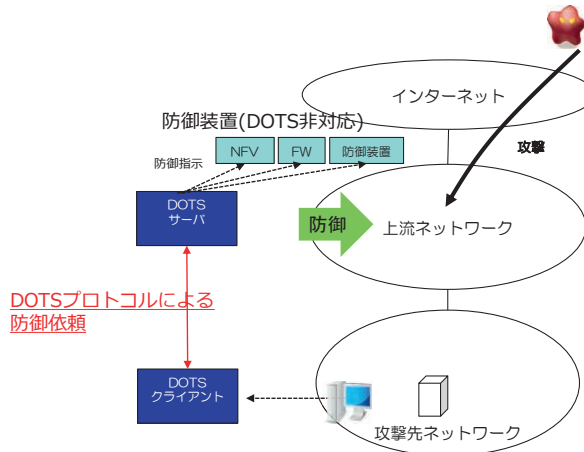 インターネット
防御装置(DOTS非対応)
攻撃
NFV
FW
防御装置
防御指示
DOTS
サーバ
防御
上流ネットワーク
DOTSプロトコルによる
防御依頼
DOTS
クライアント
攻撃先ネットワーク